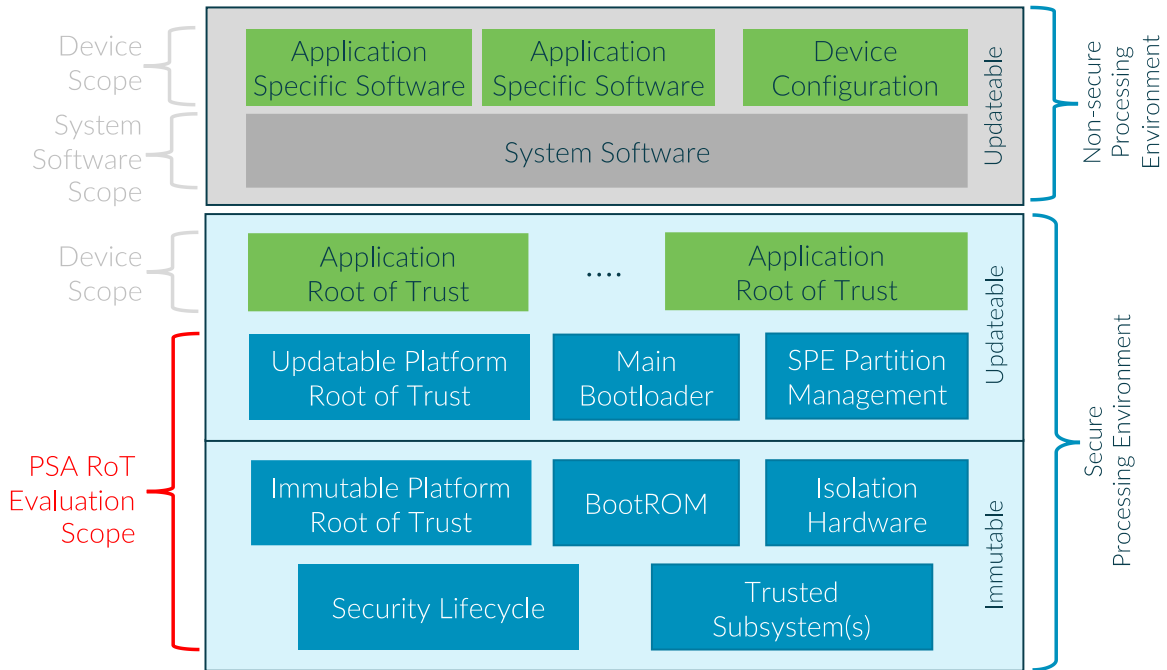 Device
Scope
Application
Specific Software
Application
Specific Software
Device
Configuration
System
Software
Scope
System Software
Updateable
Non-secure
Processing
Environment
Device
Scope
Application
Root of Trust
....
Application
Root of Trust
Updatable Platform
Root of Trust
Main
Bootloader
SPE Partition
Management
Updateable
PSA RoT
Evaluation
Scope
Immutable Platform
Root of Trust
BootROM
Isolation
Hardware
Security Lifecycle
Trusted
Subsystem(s)
Immutable
Secure
Processing Environment